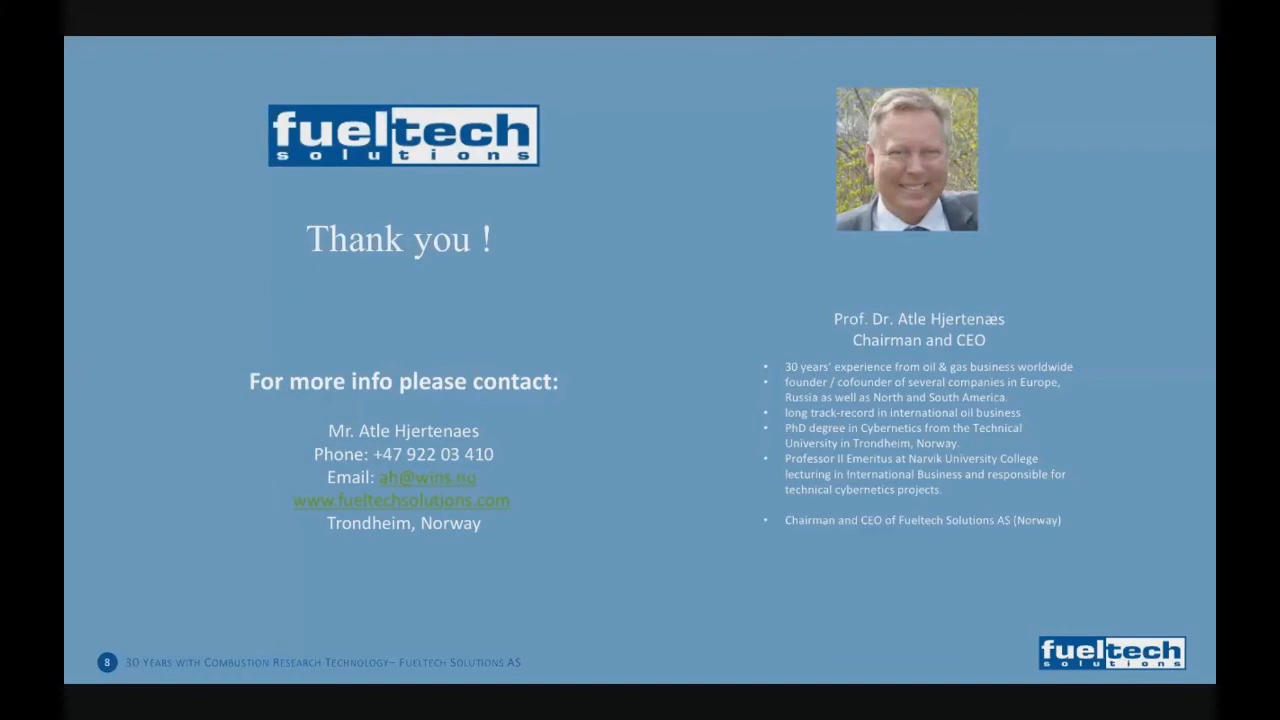 fueltech
solutions
Thank you !
For more info please contact:
Mr. Atle Hjertenaes
Phone: +47 922 03 410
Email: ah@wins.no
www.fueltechsolutions.com
Trondheim, Norway
Prof. Dr. Atle Hjertenæs
Chairman and CEO
• 30 years' experience from oil & gas business worldwide
• founder / cofounder of several companies in Europe,
Russia as well as North and South America.
• long track-record in international oil business
• PhD degree in Cybernetics from the Technical
University in Trondheim, Norway.
• Professor II Emeritus at Narvik University College
lecturing in International Business and responsible for
technical cybernetics projects.
• Chairman and CEO of Fueltech Solutions AS (Norway)
8 30 Years with Combustion Research Technology– Fueltech Solutions AS
fueltech
solutions